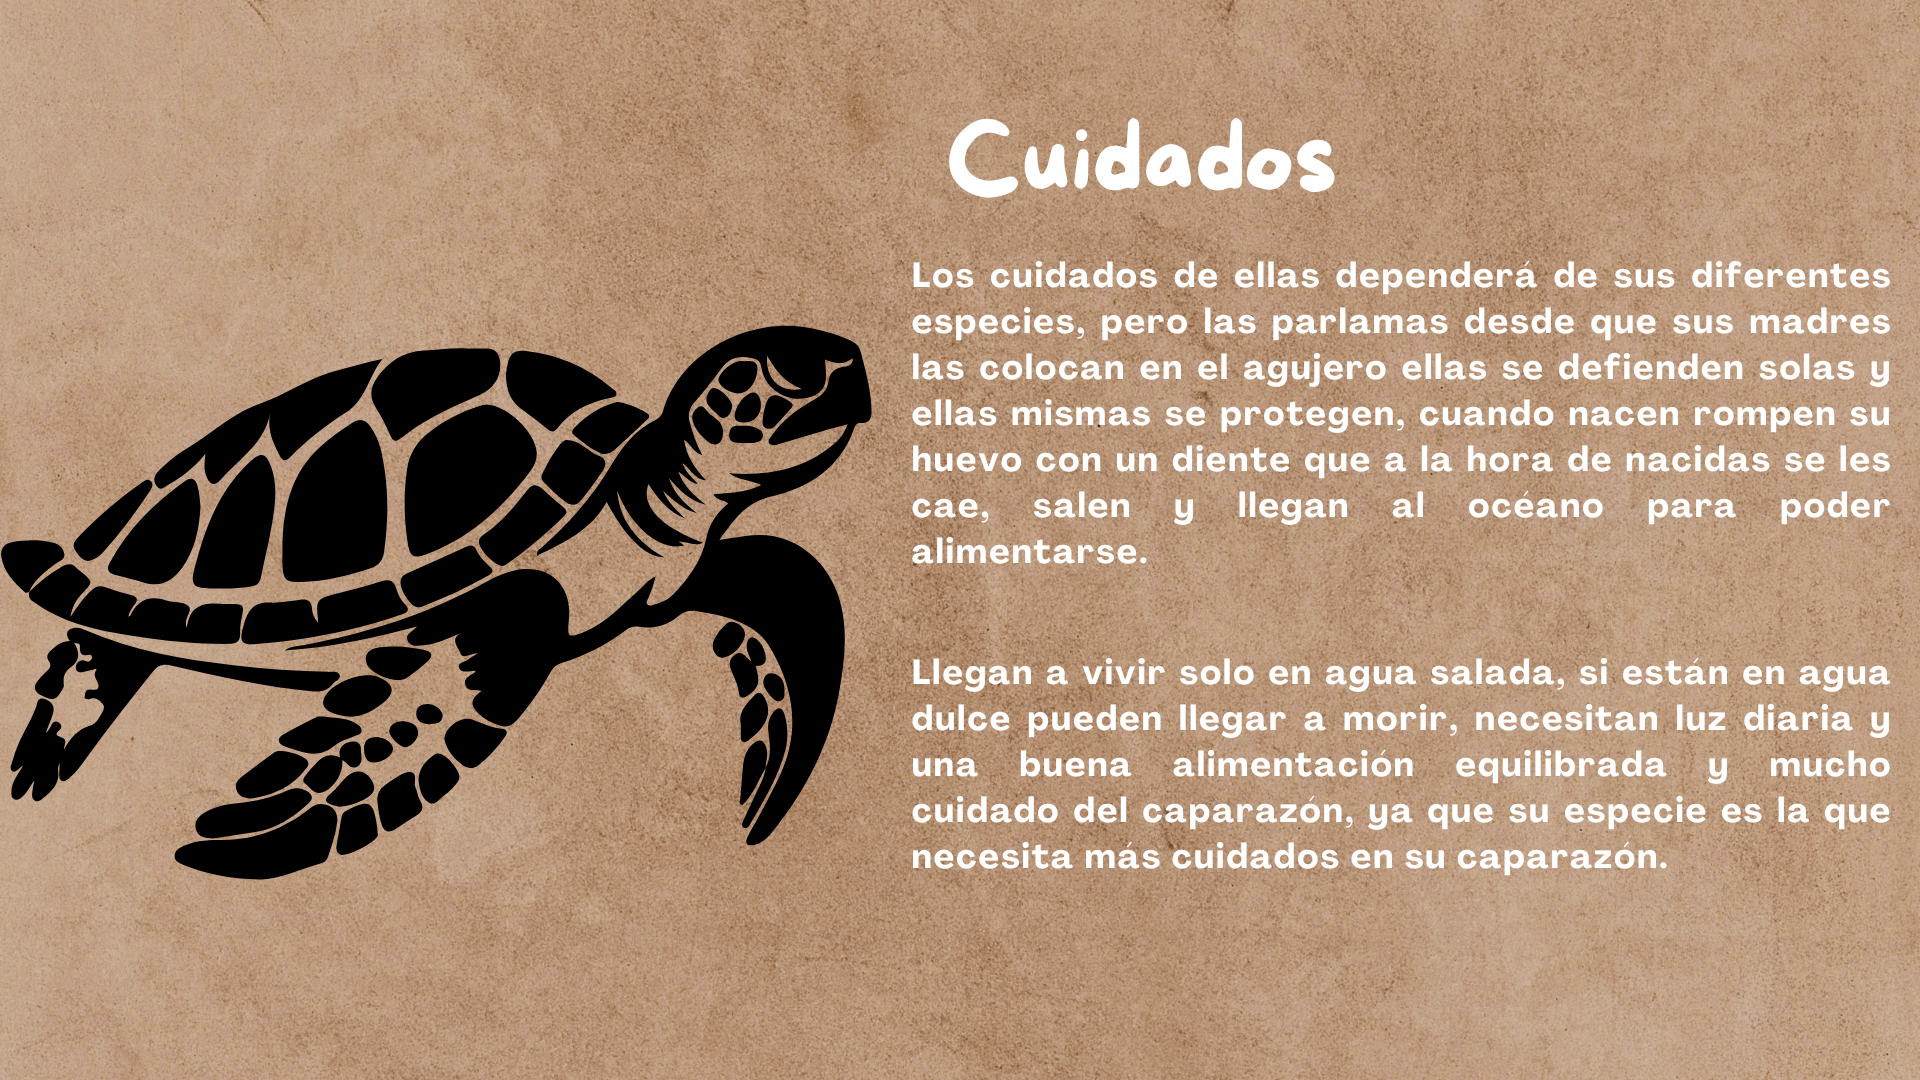 Cuidados
Los cuidados de ellas dependerá de sus diferentes
especies, pero las parlamas desde que sus madres
las colocan en el agujero ellas se defienden solas y
ellas mismas se protegen, cuando nacen rompen su
huevo con un diente que a la hora de nacidas se les
cae, salen y llegan al océano para poder
alimentarse.
Llegan a vivir solo en agua salada, si están en agua
dulce pueden llegar a morir, necesitan luz diaria y
una buena alimentación equilibrada y mucho
cuidado del caparazón, ya que su especie es la que
necesita más cuidados en su caparazón.